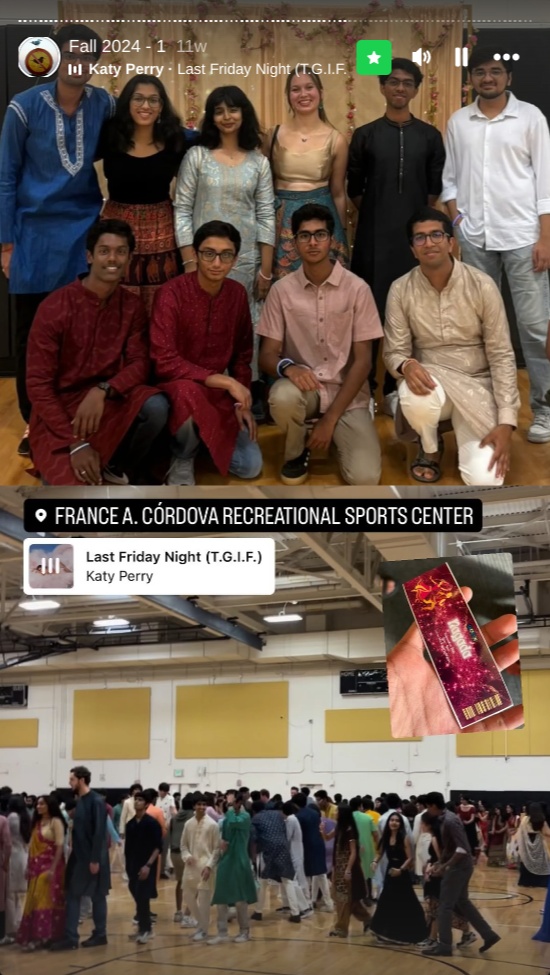 Fall 2024 - 1 11w
Katy Perry · Last Friday Night (T.G.I.F.
FRANCE A. CÓRDOVA RECREATIONAL SPORTS CENTER
Last Friday Night (T.G.I.F.)
Katy Perry